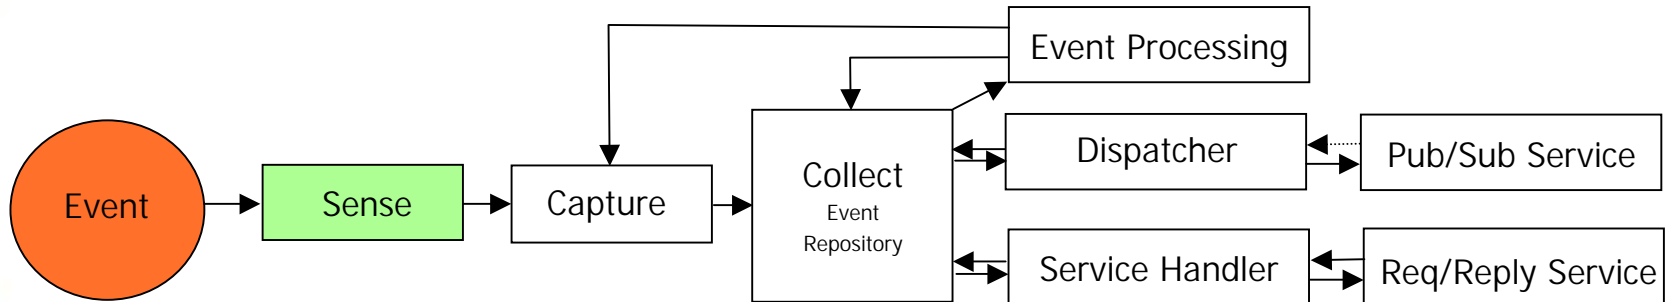 Event
Sense
Capture
Collect
Event
Repository
Event Processing
Dispatcher
Pub/Sub Service
Service Handler
Req/Reply Service